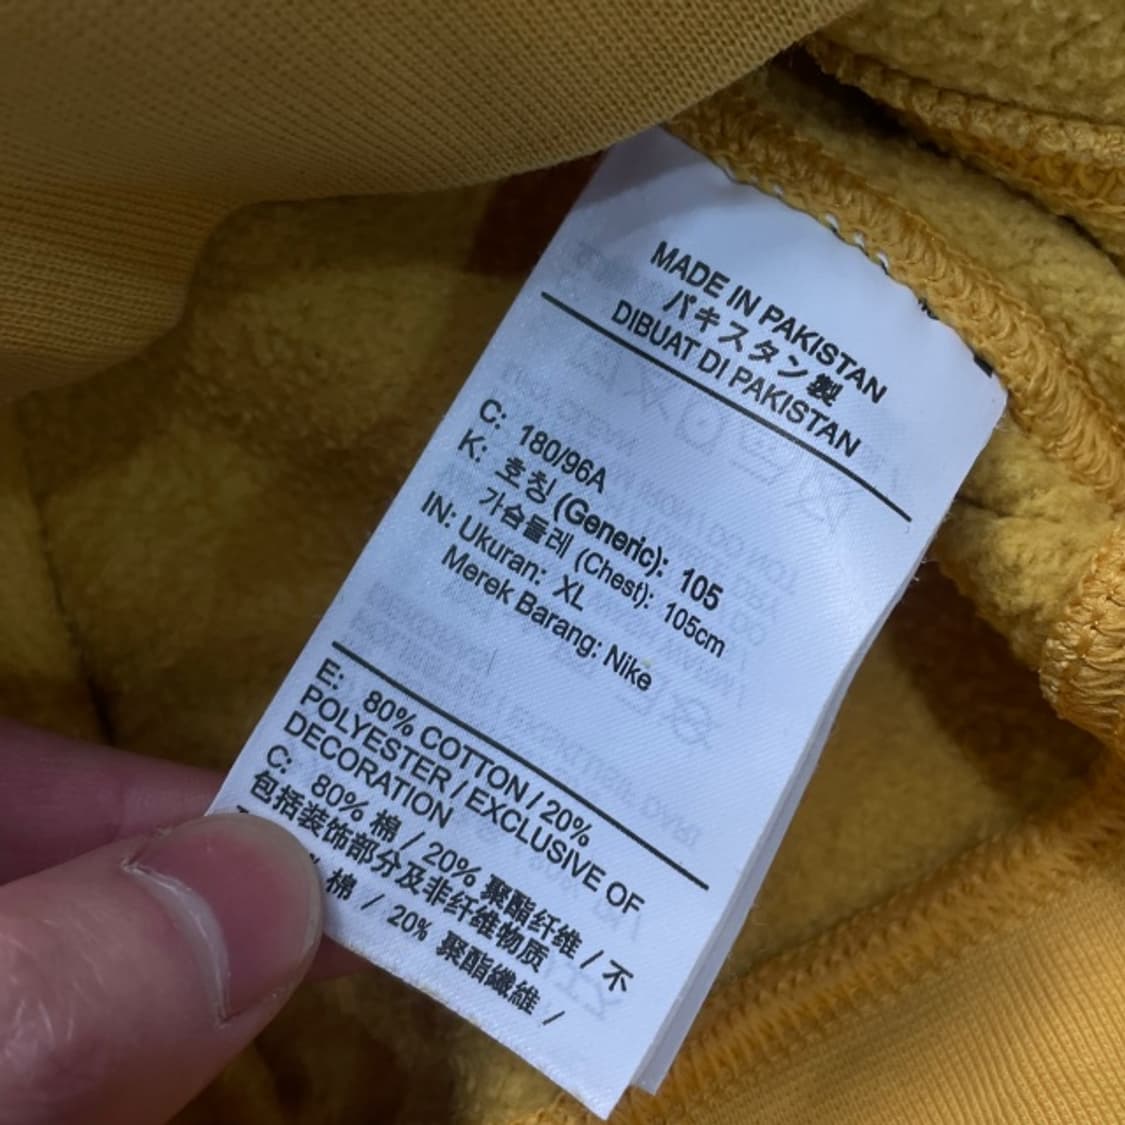 MADE IN PAKISTAN
パキスタン製
DIBUAT DI PAKISTAN
C: 180/96A
K: 호칭 (Generic): 105
가슴둘레 (Chest): 105cm
IN: Ukuran: XL
Merek Barang: Nike
E: 80% COTTON / 20%
POLYESTER / EXCLUSIVE OF
DECORATION
C: 80% 棉 / 20% 聚酯纤维 / 不
包括装饰部分及非纤维物质
% 棉 / 20% 聚酯纖維 /